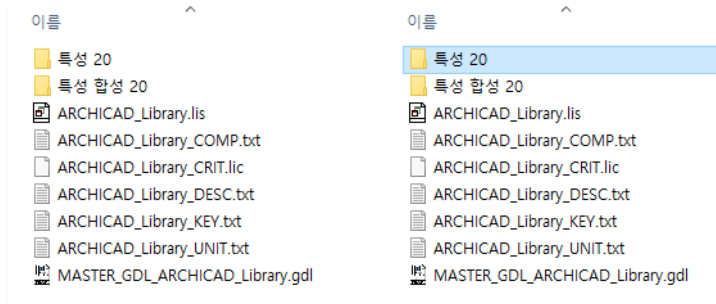 이름
특성 20
특성 합성 20
ARCHICAD_Library.lis
ARCHICAD_Library_COMP.txt
ARCHICAD_Library_CRIT.lic
ARCHICAD_Library_DESC.txt
ARCHICAD_Library_KEY.txt
ARCHICAD_Library_UNIT.txt
MASTER_GDL_ARCHICAD_Library.gdl
이름
특성 20
특성 합성 20
ARCHICAD_Library.lis
ARCHICAD_Library_COMP.txt
ARCHICAD_Library_CRIT.lic
ARCHICAD_Library_DESC.txt
ARCHICAD_Library_KEY.txt
ARCHICAD_Library_UNIT.txt
MASTER_GDL_ARCHICAD_Library.gdl